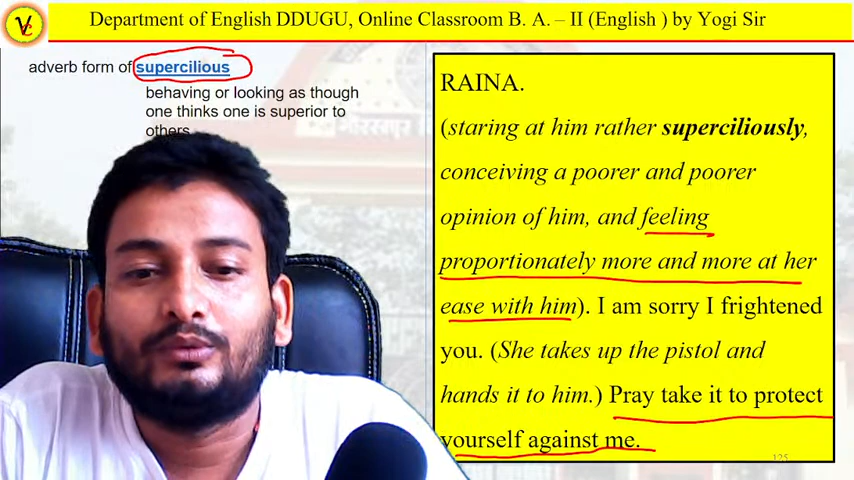 Department of English DDUGU, Online Classroom B. A. – II (English ) by Yogi Sir
adverb form of supercilious
behaving or looking as though
one thinks one is superior to
others
RAINA.
(staring at him rather superciliously,
conceiving a poorer and poorer
opinion of him, and feeling
proportionately more and more at her
ease with him). I am sorry I frightened
you. (She takes up the pistol and
hands it to him.) Pray take it to protect
yourself against me.
125